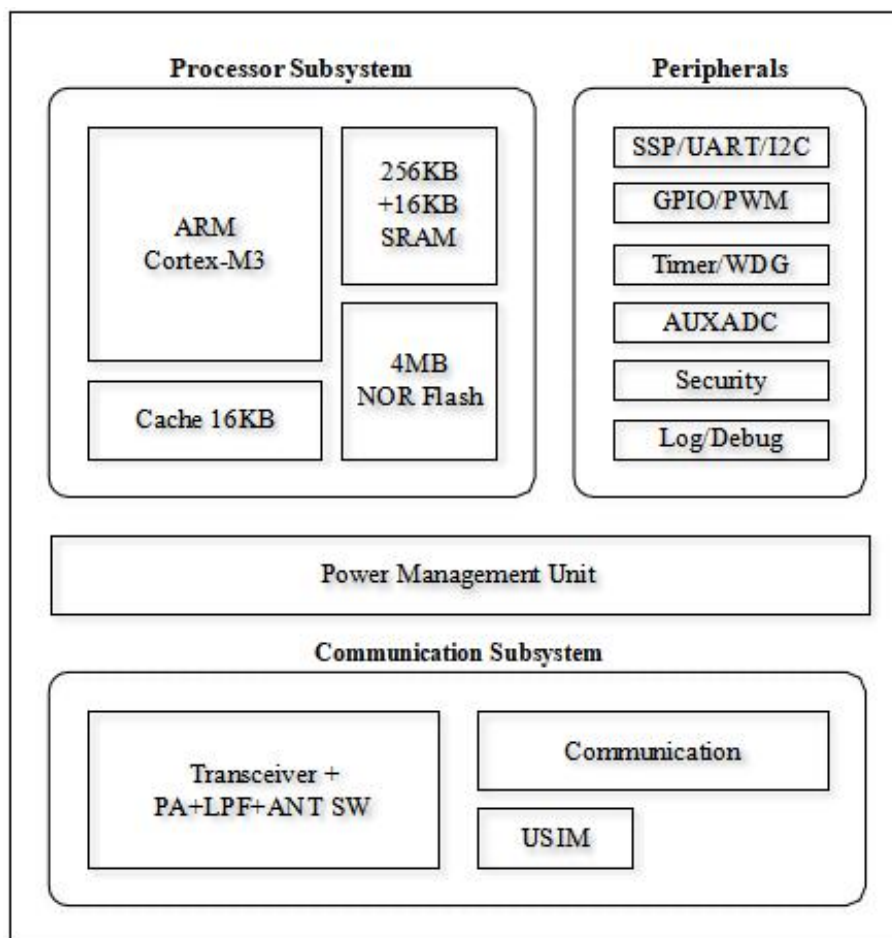 Processor Subsystem
ARM
Cortex-M3
256KB
+16KB
SRAM
Cache 16KB
4MB
NOR Flash
Peripherals
SSP/UART/I2C
GPIO/PWM
Timer/WDG
AUXADC
Security
Log/Debug
Power Management Unit
Communication Subsystem
Transceiver +
PA+LPF+ANT SW
Communication
USIM